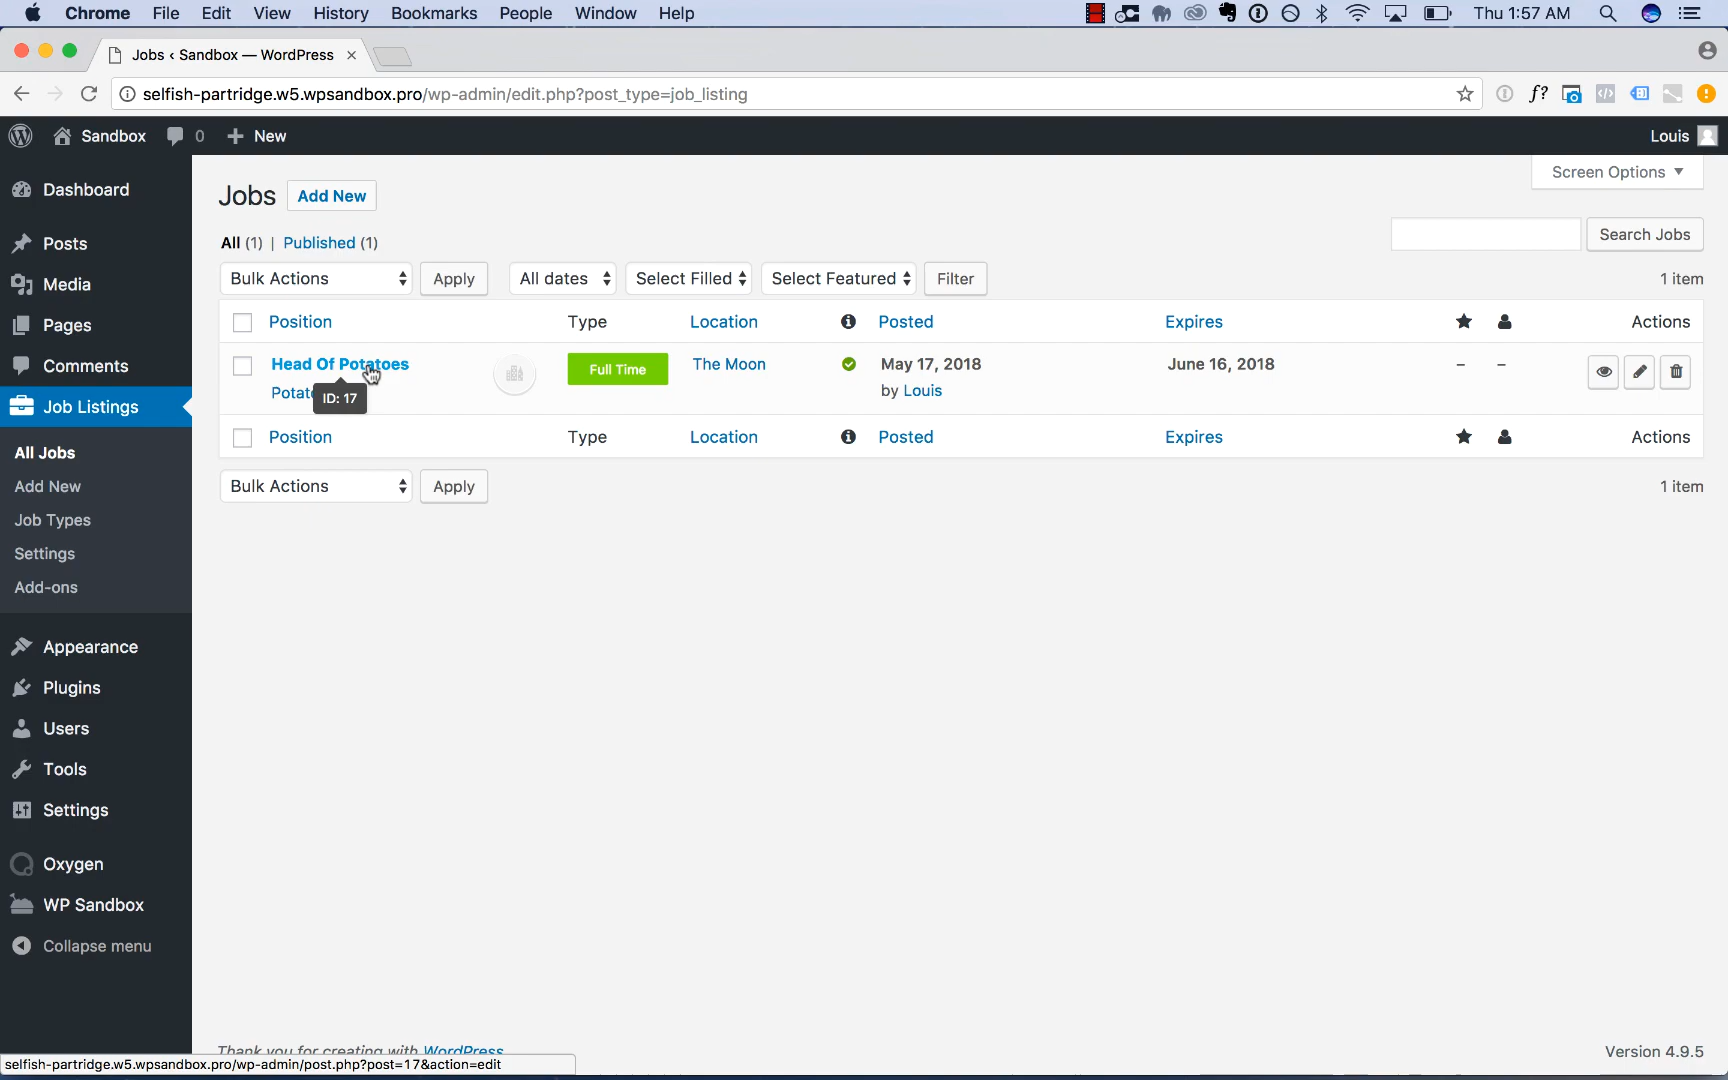 Chrome File Edit View History Bookmarks People Window Help Thu 1:57 AM
Jobs ‹ Sandbox — WordPress
selfish-partridge.w5.wpsandbox.pro/wp-admin/edit.php?post_type=job_listing
Sandbox 0 New Louis
Screen Options
Dashboard
Posts
Media
Pages
Comments
Job Listings
All Jobs
Add New
Job Types
Settings
Add-ons
Appearance
Plugins
Users
Tools
Settings
Oxygen
WP Sandbox
Collapse menu
Jobs Add New
All (1) | Published (1)
Search Jobs
Bulk Actions Apply All dates Select Filled Select Featured Filter 1 item
Position Type Location Posted Expires Actions
Head Of Potatoes Full Time The Moon May 17, 2018 June 16, 2018 – –
ID: 17 by Louis
Position Type Location Posted Expires Actions
Bulk Actions Apply 1 item
Thank you for creating with WordPress Version 4.9.5
selfish-partridge.w5.wpsandbox.pro/wp-admin/post.php?post=17&action=edit